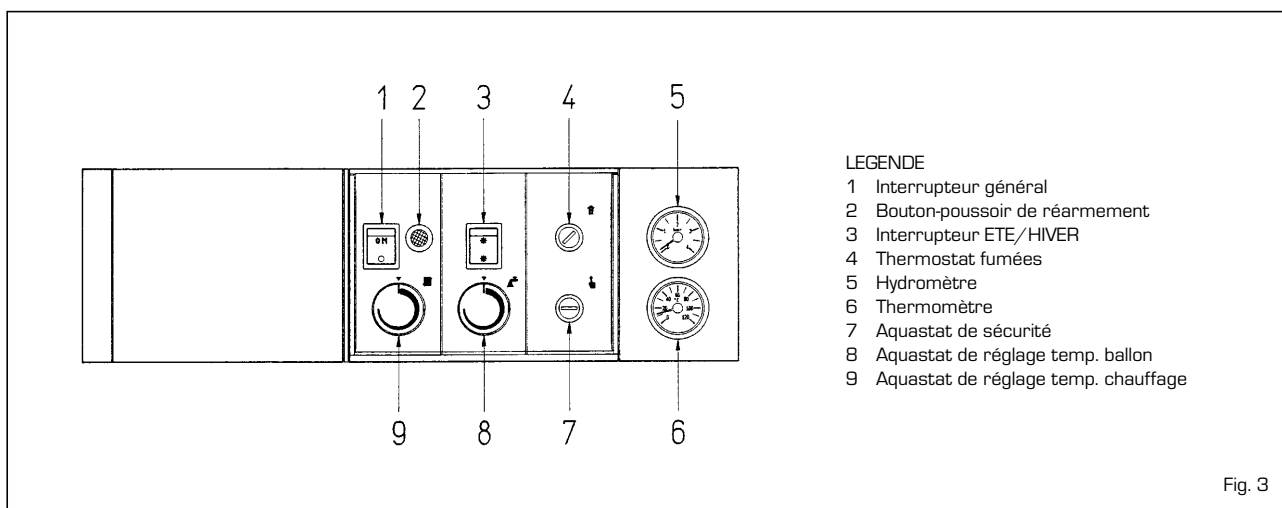 1 2 3 4 5
LEGENDE
1 Interrupteur général
2 Bouton-poussoir de réarmement
3 Interrupteur ETE/HIVER
4 Thermostat fumées
5 Hydromètre
6 Thermomètre
7 Aquastat de sécurité
8 Aquastat de réglage temp. ballon
9 Aquastat de réglage temp. chauffage
ON
9 8 7 6
Fig. 3